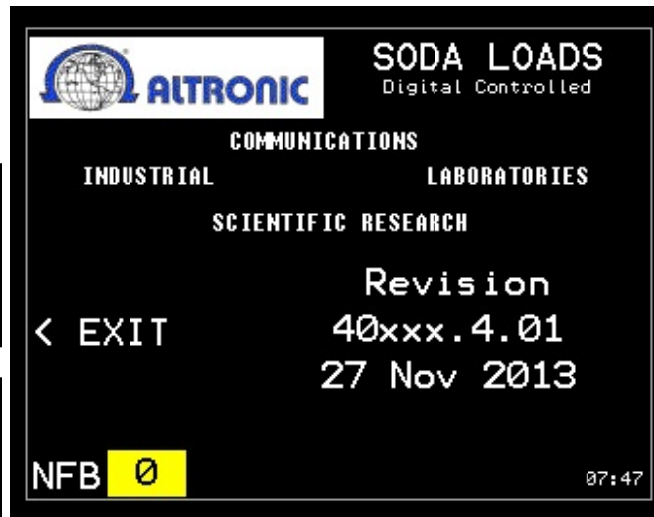 ALTRONIC
SODA LOADS
Digital Controlled
COMMUNICATIONS
INDUSTRIAL LABORATORIES
SCIENTIFIC RESEARCH
Revision
< EXIT 40xxx.4.01
27 Nov 2013
NFB 0 07:47